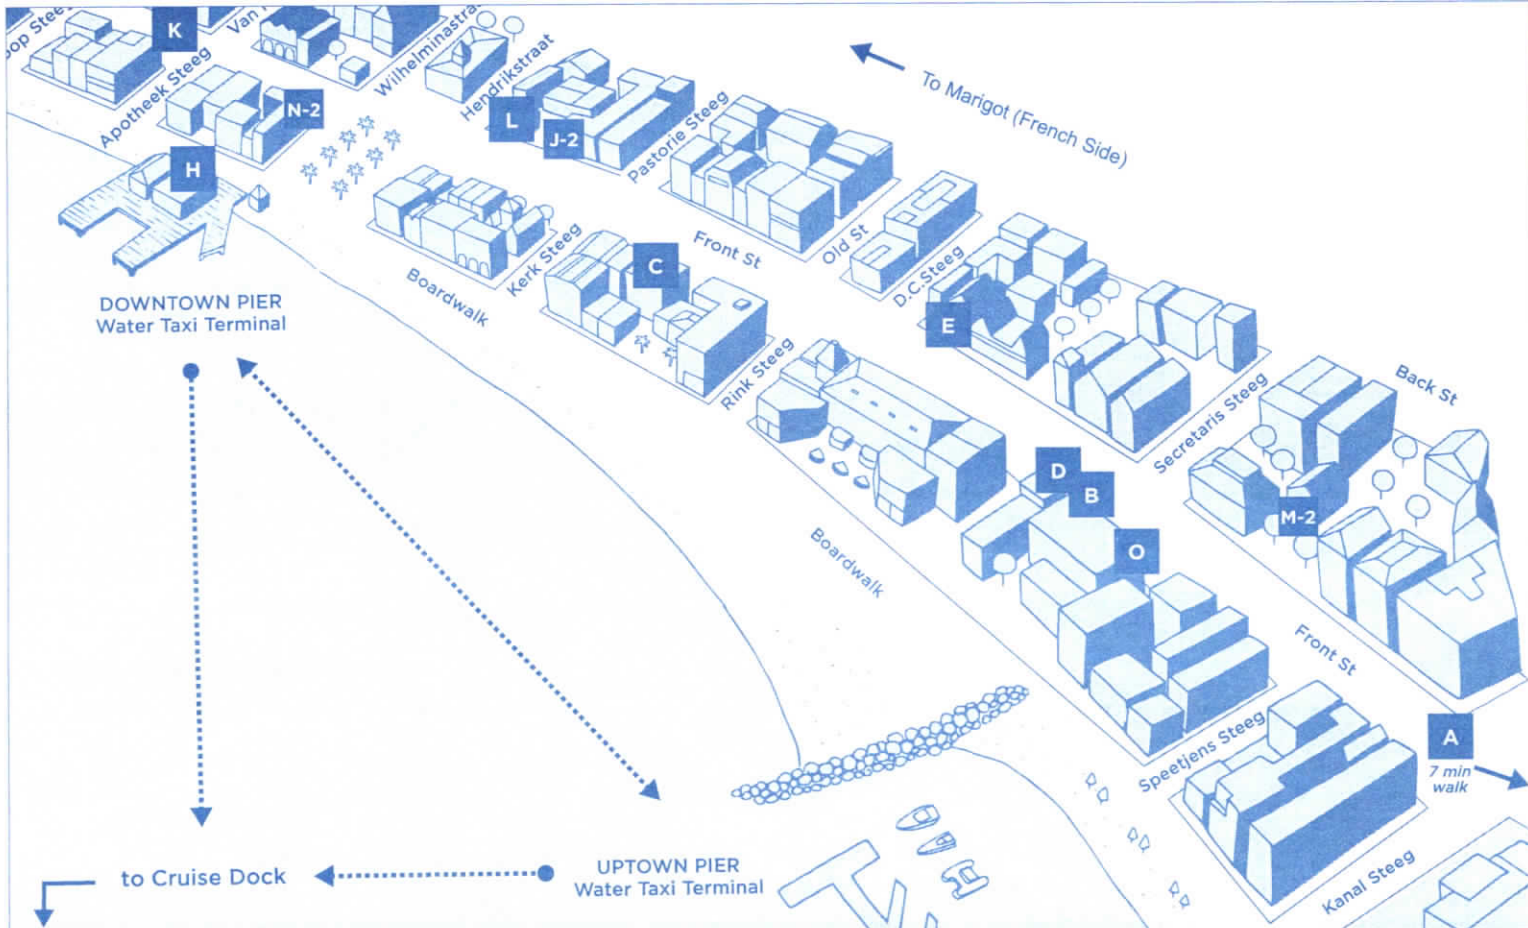 K
Apotheek Steeg
Wilhelminastra
Hendrikstraat
N-2
L
J-2
Pastorie Steeg
To Marigot (French Side)
H
Kerk Steeg
Boardwalk
C
Front St
Old St
D.C.Steeg
E
DOWNTOWN PIER
Water Taxi Terminal
Rink Steeg
Secretaris Steeg
Back St
D
B
M-2
O
Boardwalk
Front St
Speetjens Steeg
A
7 min
walk
Kanal Steeg
to Cruise Dock
UPTOWN PIER
Water Taxi Terminal